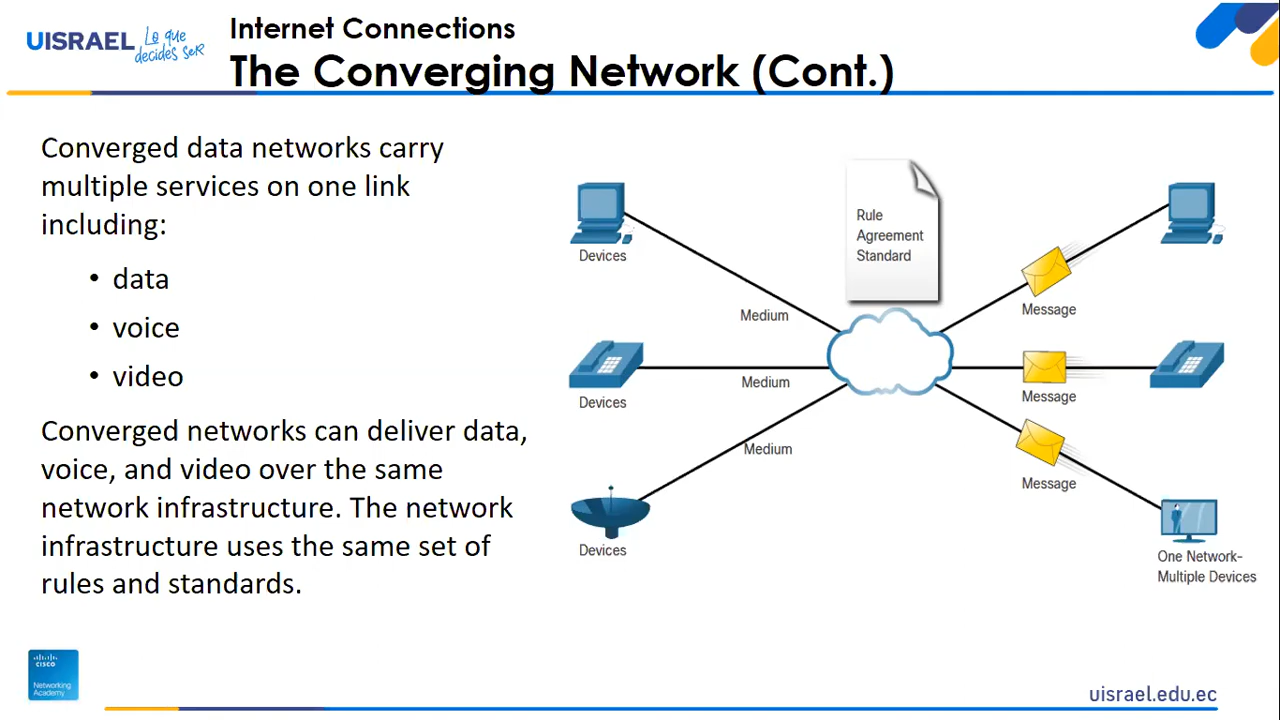 UISRAEL Lo que
decides ser
Internet Connections
The Converging Network (Cont.)
Converged data networks carry
multiple services on one link
including:
• data
• voice
• video
Converged networks can deliver data,
voice, and video over the same
network infrastructure. The network
infrastructure uses the same set of
rules and standards.
Rule
Agreement
Standard
Devices
Medium
Message
Devices
Medium
Message
Devices
Medium
Message
One Network-
Multiple Devices
CISCO
Networking
Academy
uisrael.edu.ec